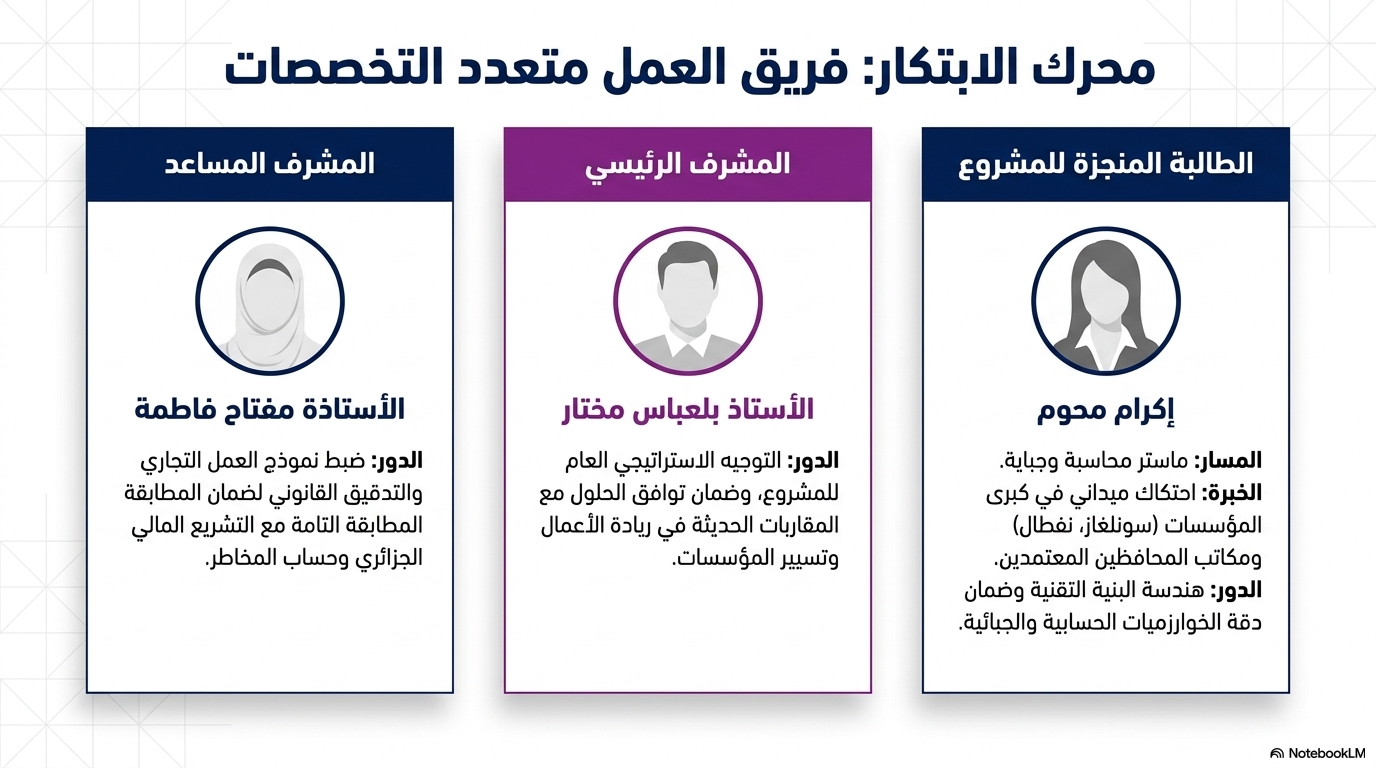 محرك الابتكار: فريق العمل متعدد التخصصات
الطالبة المنجزة للمشروع
إكرام محوم
المسار: ماستر محاسبة وجباية.
الخبرة: احتكاك ميداني في كبرى
المؤسسات (سونلغاز، نفطال)
ومكاتب المحافظين المعتمدين.
الدور: هندسة البنية التقنية وضمان
دقة الخوارزميات الحسابية والجبائية.
المشرف الرئيسي
الأستاذ بلعباس مختار
الدور: التوجيه الاستراتيجي العام
للمشروع، وضمان توافق الحلول مع
المقاربات الحديثة في ريادة الأعمال
وتسيير المؤسسات.
المشرف المساعد
الأستاذة مفتاح فاطمة
الدور: ضبط نموذج العمل التجاري
والتدقيق القانوني لضمان المطابقة
المطابقة التامة مع التشريع المالي
الجزائري وحساب المخاطر.
NotebookLM